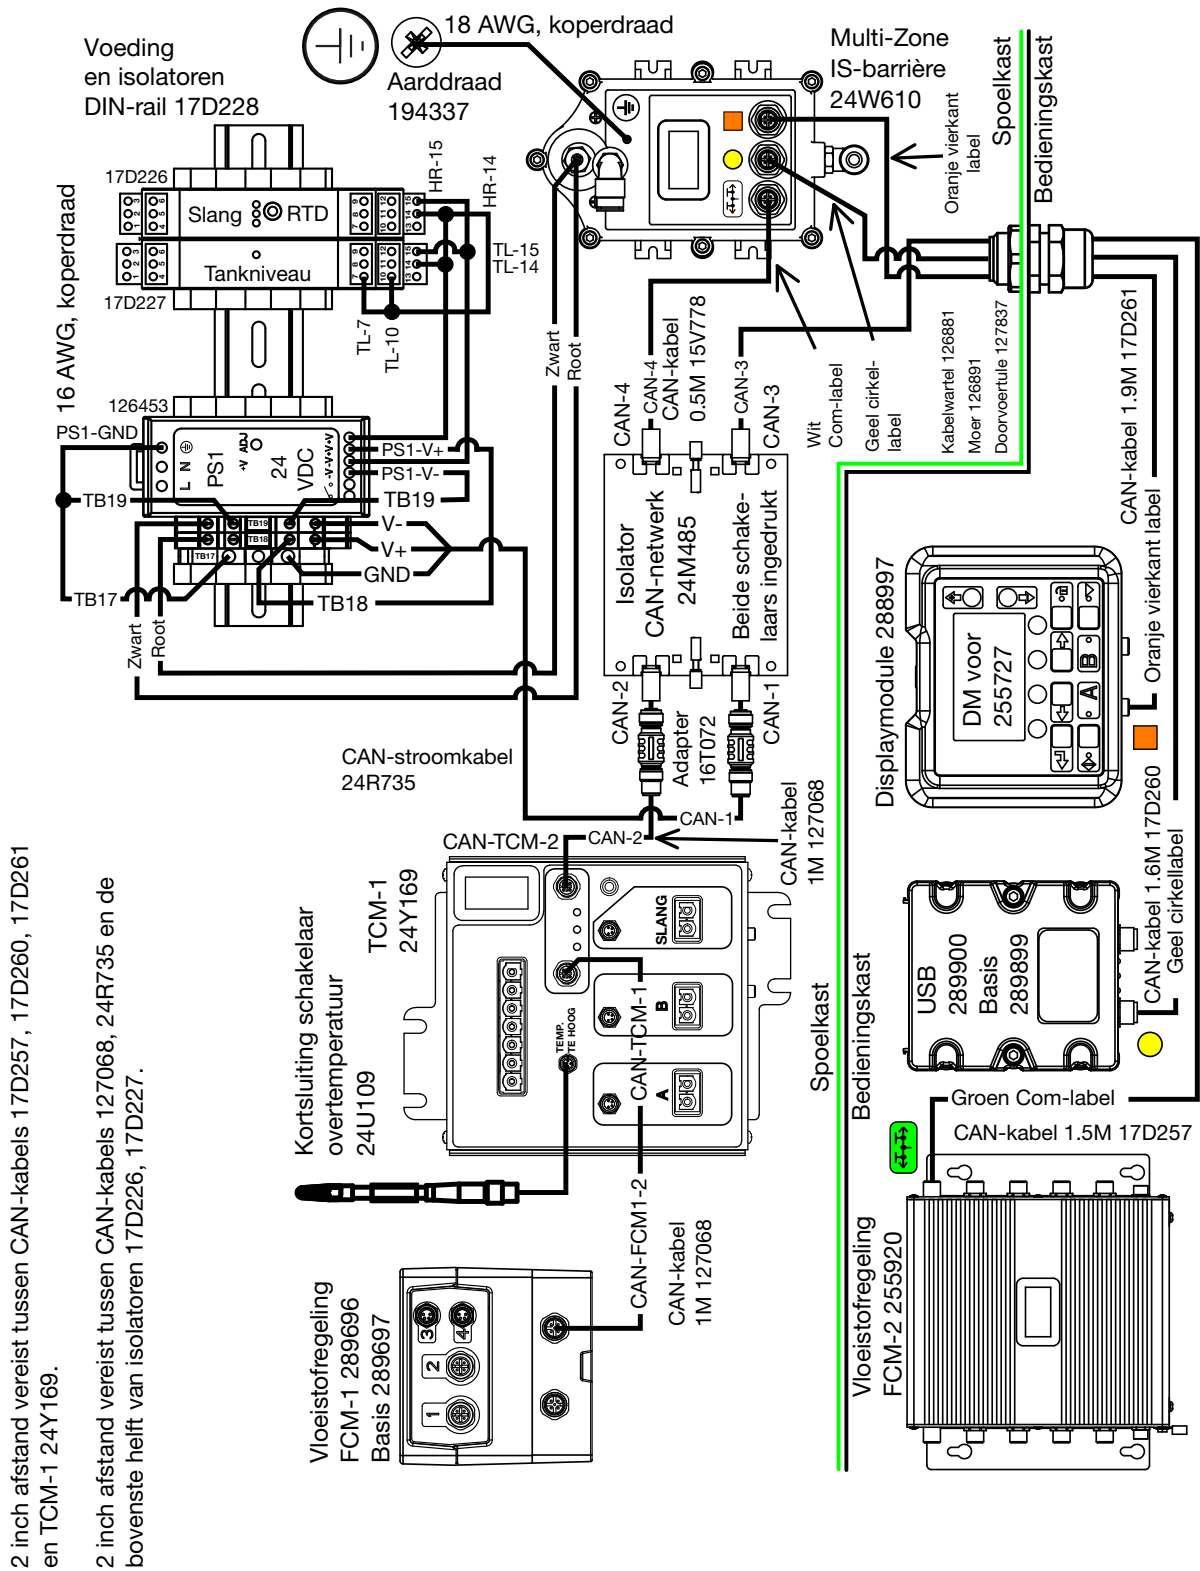 Voeding
en isolatoren
DIN-rail 17D228
18 AWG, koperdraad
Aarddraad
194337
Multi-Zone
IS-barrière
24W610
Oranje vierkant
label
Spoelkast
Bedieningskast
16 AWG, koperdraad
17D226
Slang
RTD
HR-15
HR-14
TL-15
TL-14
Tankniveau
17D227
TL-7
TL-10
126453
PS1-GND
L N
PS1
+V ADJ
24
VDC
-V-V+V+V
PS1-V+
PS1-V-
TB19
TB19
TB19
TB18
TB17
V-
V+
GND
TB17
TB18
Zwart
Root
Zwart
Root
CAN-4
CAN-4
CAN-kabel
0.5M 15V778
CAN-3
CAN-3
Wit
Com-label
Geel cirkel-
label
Kabelwartel 126881
Moer 126891
Doorvoertule 127837
CAN-kabel 1.9M 17D261
Oranje vierkant label
Isolator
CAN-netwerk
24M485
Beide schake-
laars ingedrukt
CAN-2
Adapter
16T072
CAN-1
CAN-stroomkabel
24R735
CAN-1
CAN-TCM-2
CAN-2
CAN-kabel
1M 127068
Displaymodule 288997
DM voor
255727
A
B
TCM-1
24Y169
SLANG
B
A
TEMP.
TE HOOG
CAN-TCM-1
Kortsluiting schakelaar
overtemperatuur
24U109
CAN-FCM1-2
CAN-kabel
1M 127068
Vloeistofregeling
FCM-1 289696
Basis 289697
1
2
3
4
Spoelkast
Bedieningskast
USB
289900
Basis
289899
CAN-kabel 1.6M 17D260
Geel cirkellabel
Groen Com-label
CAN-kabel 1.5M 17D257
Vloeistofregeling
FCM-2 255920
2 inch afstand vereist tussen CAN-kabels 17D257, 17D260, 17D261
en TCM-1 24Y169.
2 inch afstand vereist tussen CAN-kabels 127068, 24R735 en de
bovenste helft van isolatoren 17D226, 17D227.